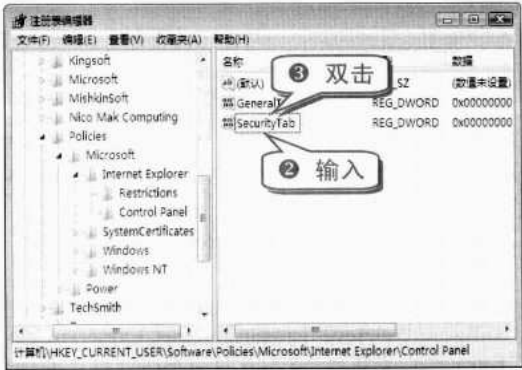 注册表编辑器
文件(F) 编辑(E) 查看(V) 收藏夹(A) 帮助(H)
Kingsoft
Microsoft
MishkinSoft
Nico Mak Computing
Policies
Microsoft
Internet Explorer
Restrictions
Control Panel
SystemCertificates
Windows
Windows NT
Power
TechSmith
名称 数据
(默认) _SZ (数值未设置)
GeneralT REG_DWORD 0x00000000
SecurityTab REG_DWORD 0x00000000
❸ 双击
❷ 输入
计算机\HKEY_CURRENT_USER\Software\Policies\Microsoft\Internet Explorer\Control Panel